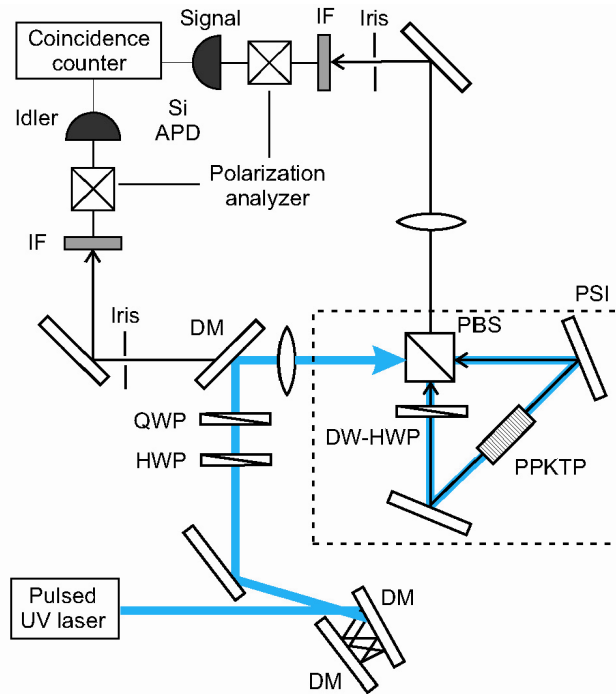 Coincidence
counter
Signal
IF
Iris
Idler
Si
APD
Polarization
analyzer
IF
Iris
DM
PSI
PBS
QWP
DW-HWP
HWP
PPKTP
Pulsed
UV laser
DM
DM